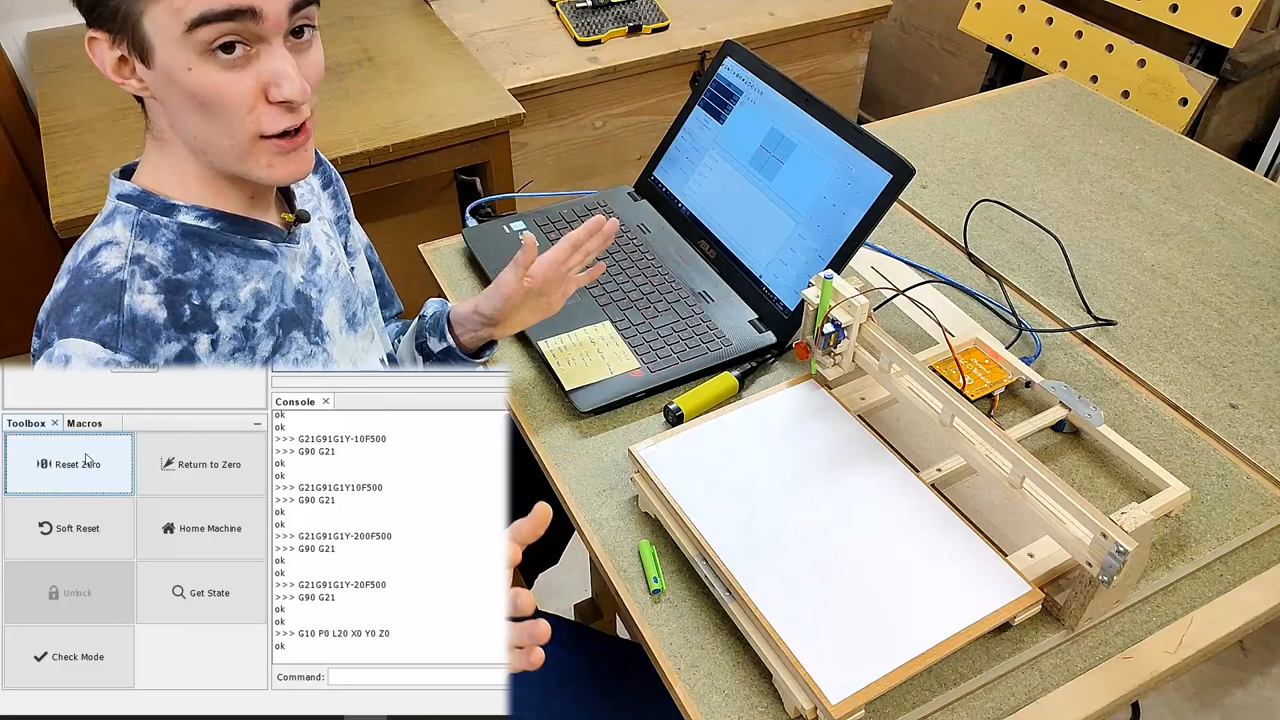 ASUS
Console
Toolbox
Macros
Reset Zero
Return to Zero
Soft Reset
Home Machine
Unlock
Get State
Check Mode
ok
ok
>>> G21G91G1Y-10F500
>>> G90 G21
ok
ok
>>> G21G91G1Y10F500
>>> G90 G21
ok
ok
>>> G21G91G1Y-200F500
>>> G90 G21
ok
ok
>>> G21G91G1Y-20F500
>>> G90 G21
ok
ok
>>> G10 P0 L20 X0 Y0 Z0
ok
Command: